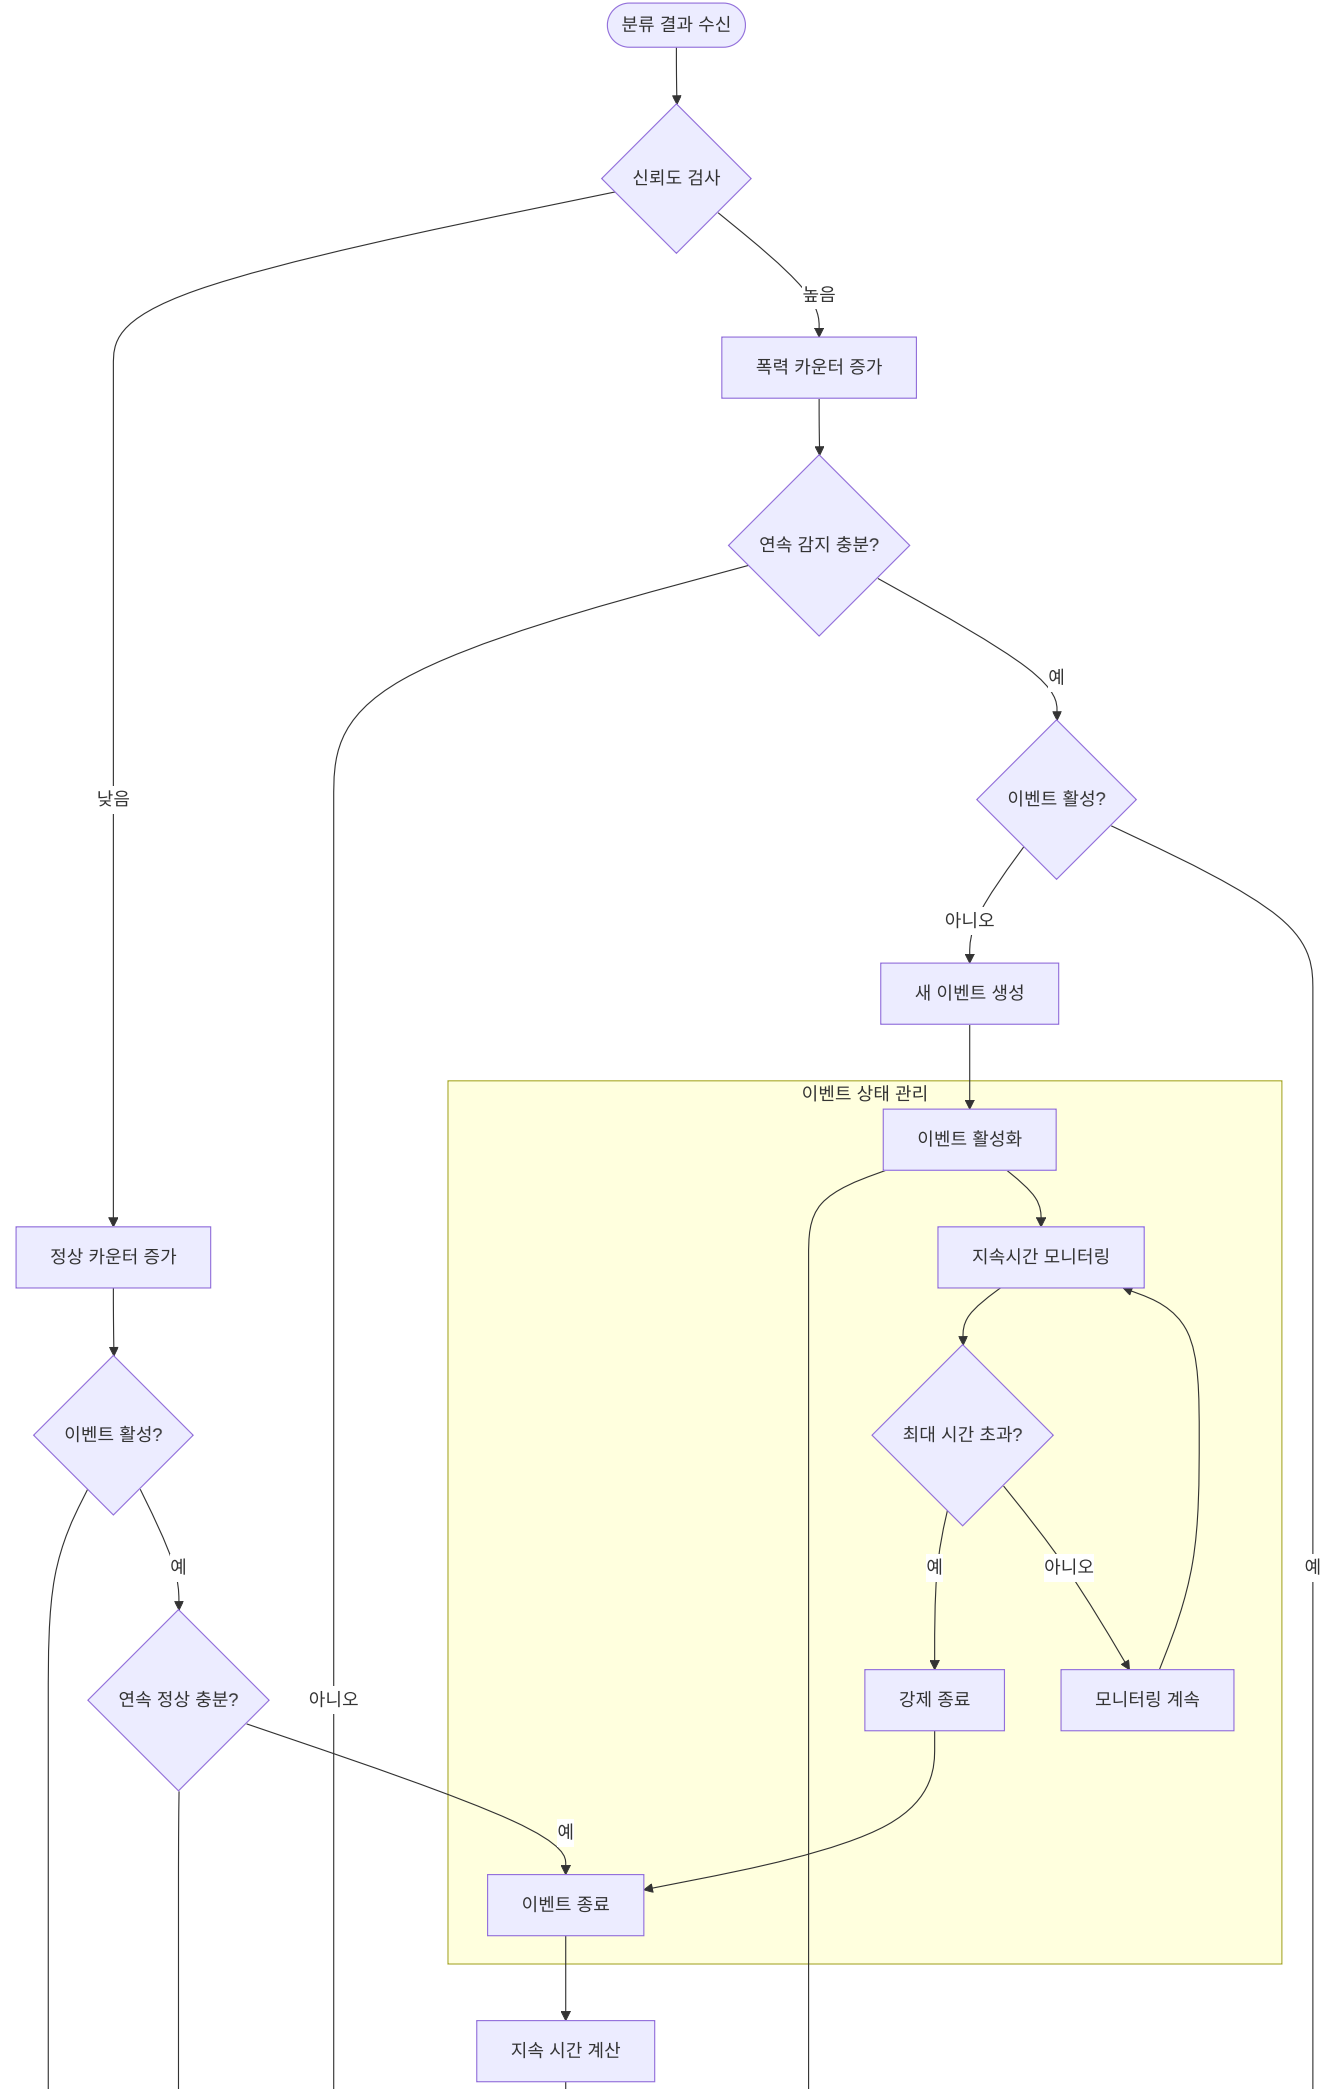 분류 결과 수신
신뢰도 검사
높음
폭력 카운터 증가
연속 감지 충분?
예
낮음
이벤트 활성?
아니오
새 이벤트 생성
이벤트 상태 관리
이벤트 활성화
정상 카운터 증가
지속시간 모니터링
이벤트 활성?
최대 시간 초과?
예
예
아니오
예
연속 정상 충분?
아니오
강제 종료
모니터링 계속
예
이벤트 종료
지속 시간 계산